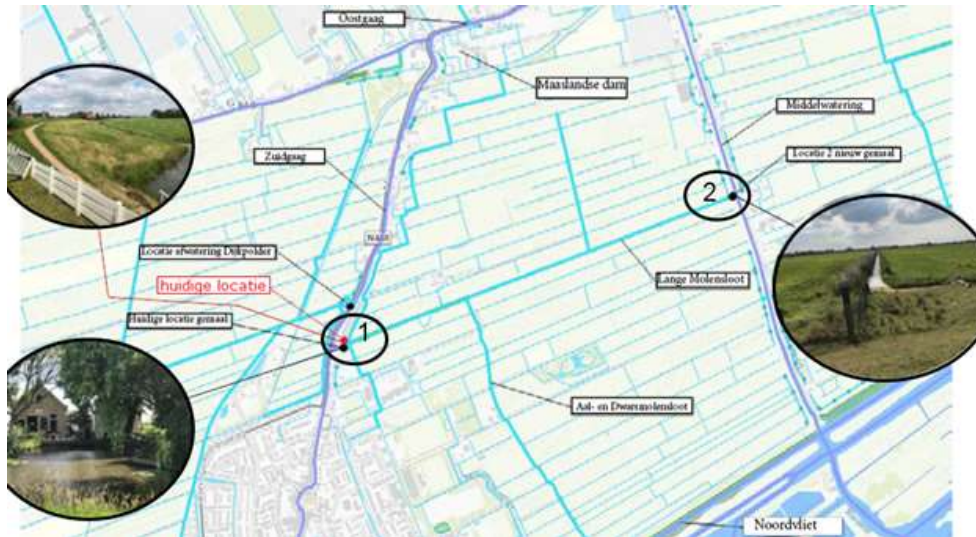 Oostgaag
Maaslandse dam
Middelwatering
Zuidgaag
Locatie 2 nieuw gemaal
2
N468
Locatie afwatering Dijkpolder
huidige locatie
Lange Molensloot
Huidige locatie gemaal
1
Aal- en Dwarsmolensloot
Noordvliet